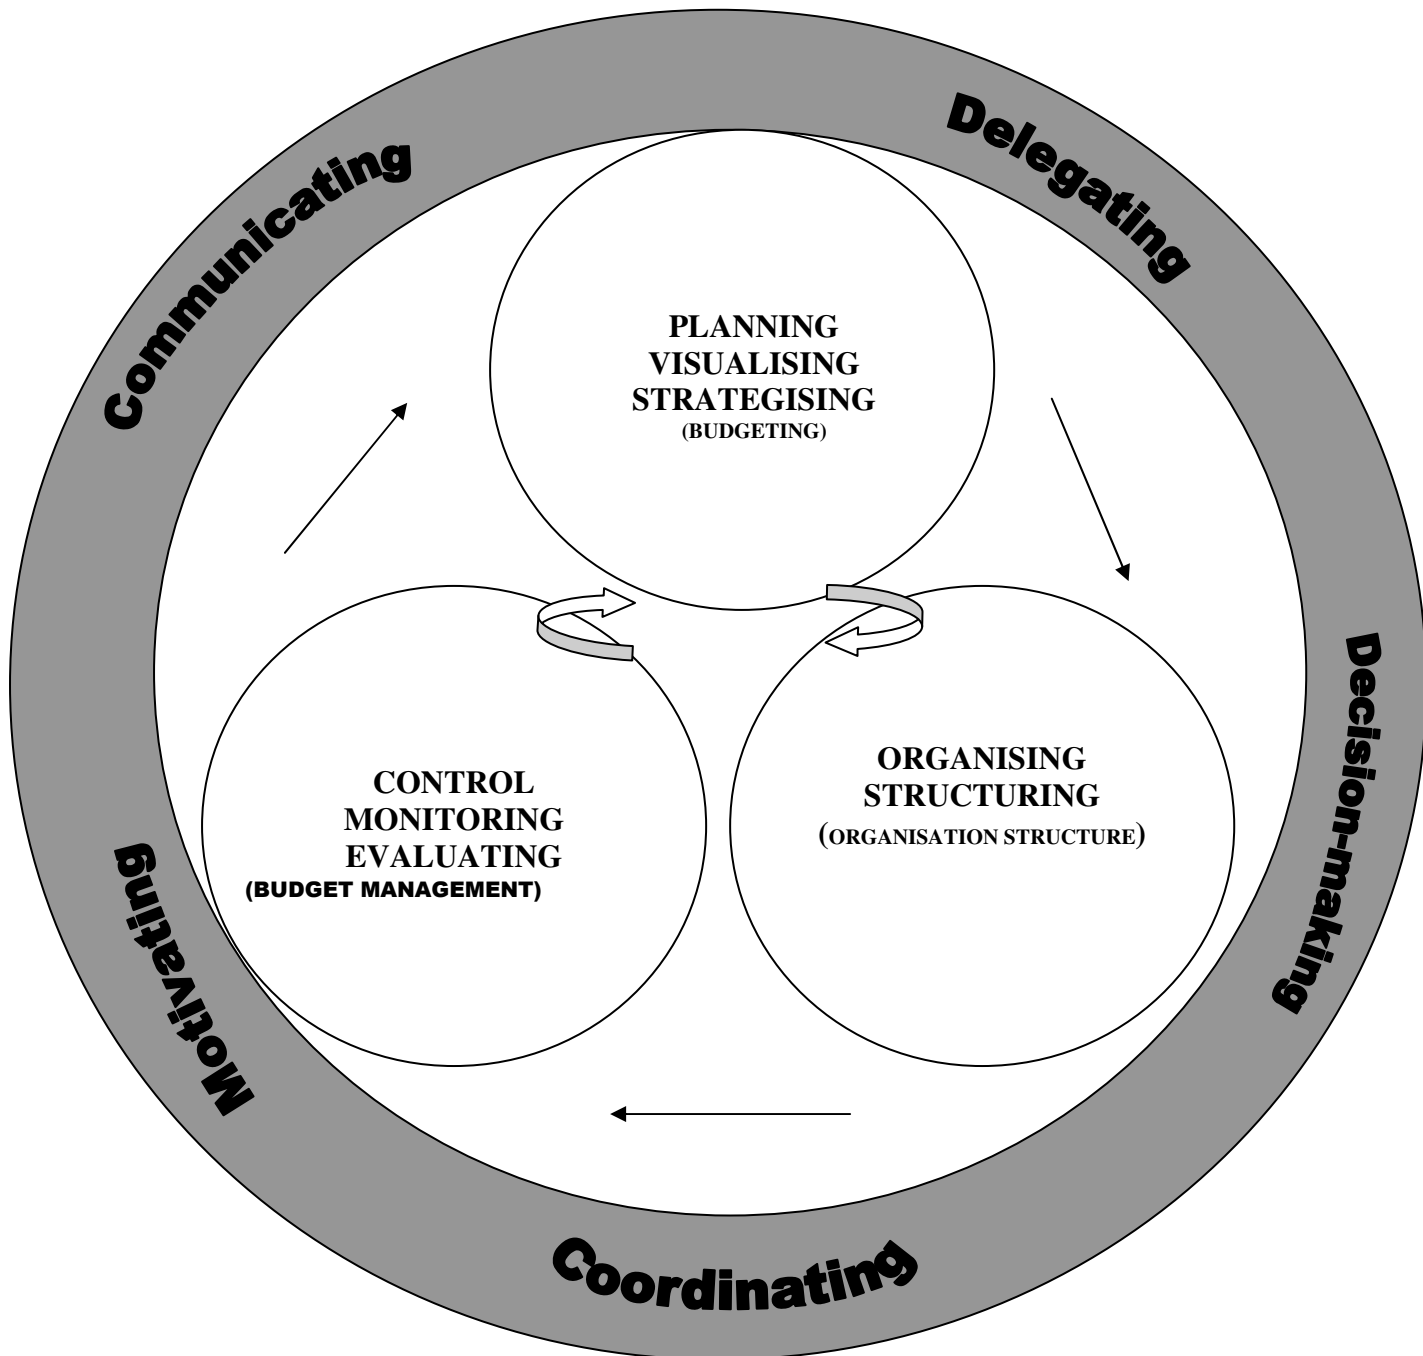 Communicating
Delegating
PLANNING
VISUALISING
STRATEGISING
(BUDGETING)
Decision-making
ORGANISING
STRUCTURING
(ORGANISATION STRUCTURE)
CONTROL
MONITORING
EVALUATING
(BUDGET MANAGEMENT)
Motivating
Coordinating